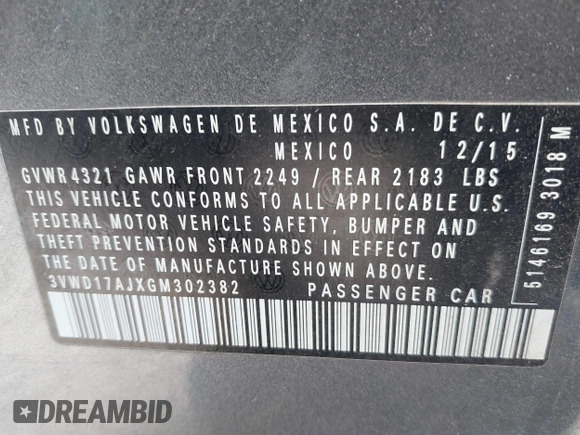 MFD BY VOLKSWAGEN DE MEXICO S.A. DE C.V.
MEXICO 12/15
GVWR 4321 GAWR FRONT 2249 / REAR 2183 LBS
THIS VEHICLE CONFORMS TO ALL APPLICABLE U.S.
FEDERAL MOTOR VEHICLE SAFETY, BUMPER AND
THEFT PREVENTION STANDARDS IN EFFECT ON
THE DATE OF MANUFACTURE SHOWN ABOVE.
3VWD17AJXGM302382 PASSENGER CAR
5146169 3018 M
DREAMBID